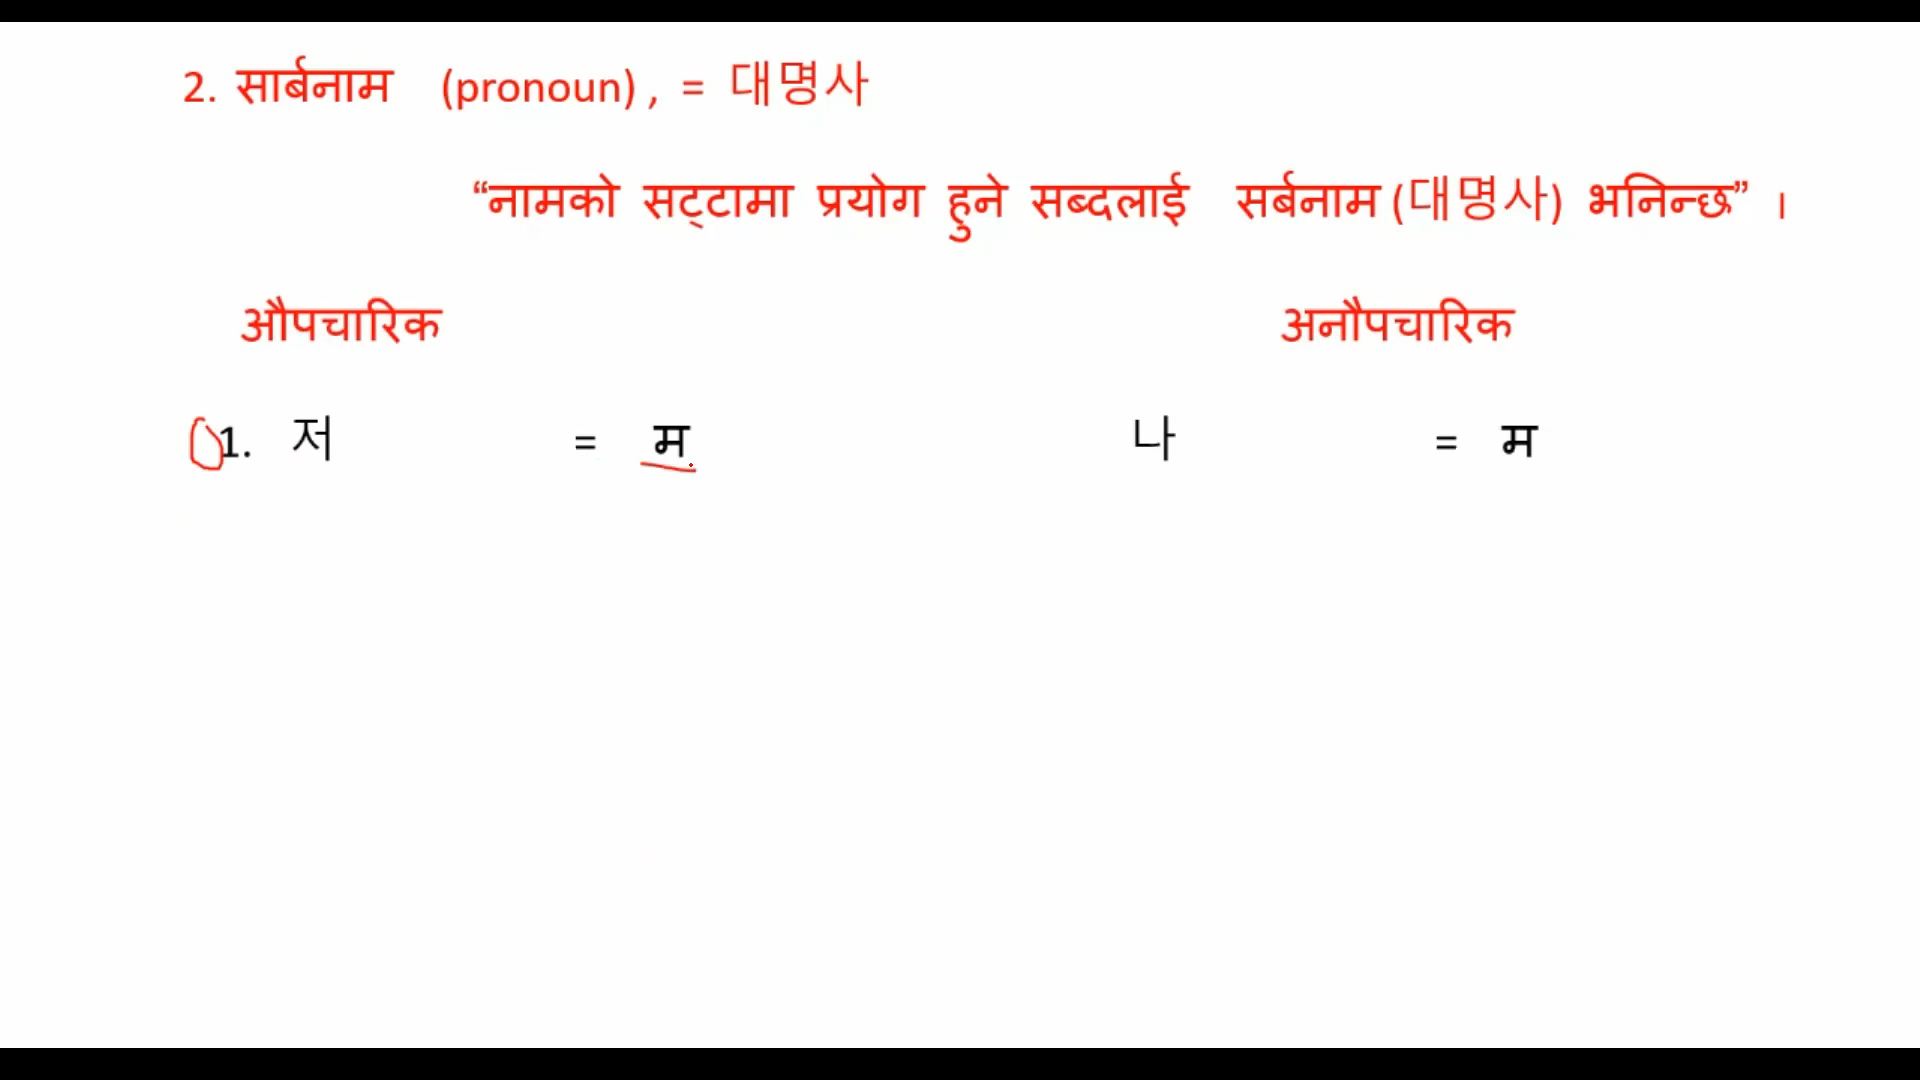 2. सार्बनाम (pronoun) , = 대명사
“नामको सट्टामा प्रयोग हुने सब्दलाई सर्बनाम (대명사) भनिन्छ” ।
औपचारिक अनौपचारिक
1. 저 = म 나 = म